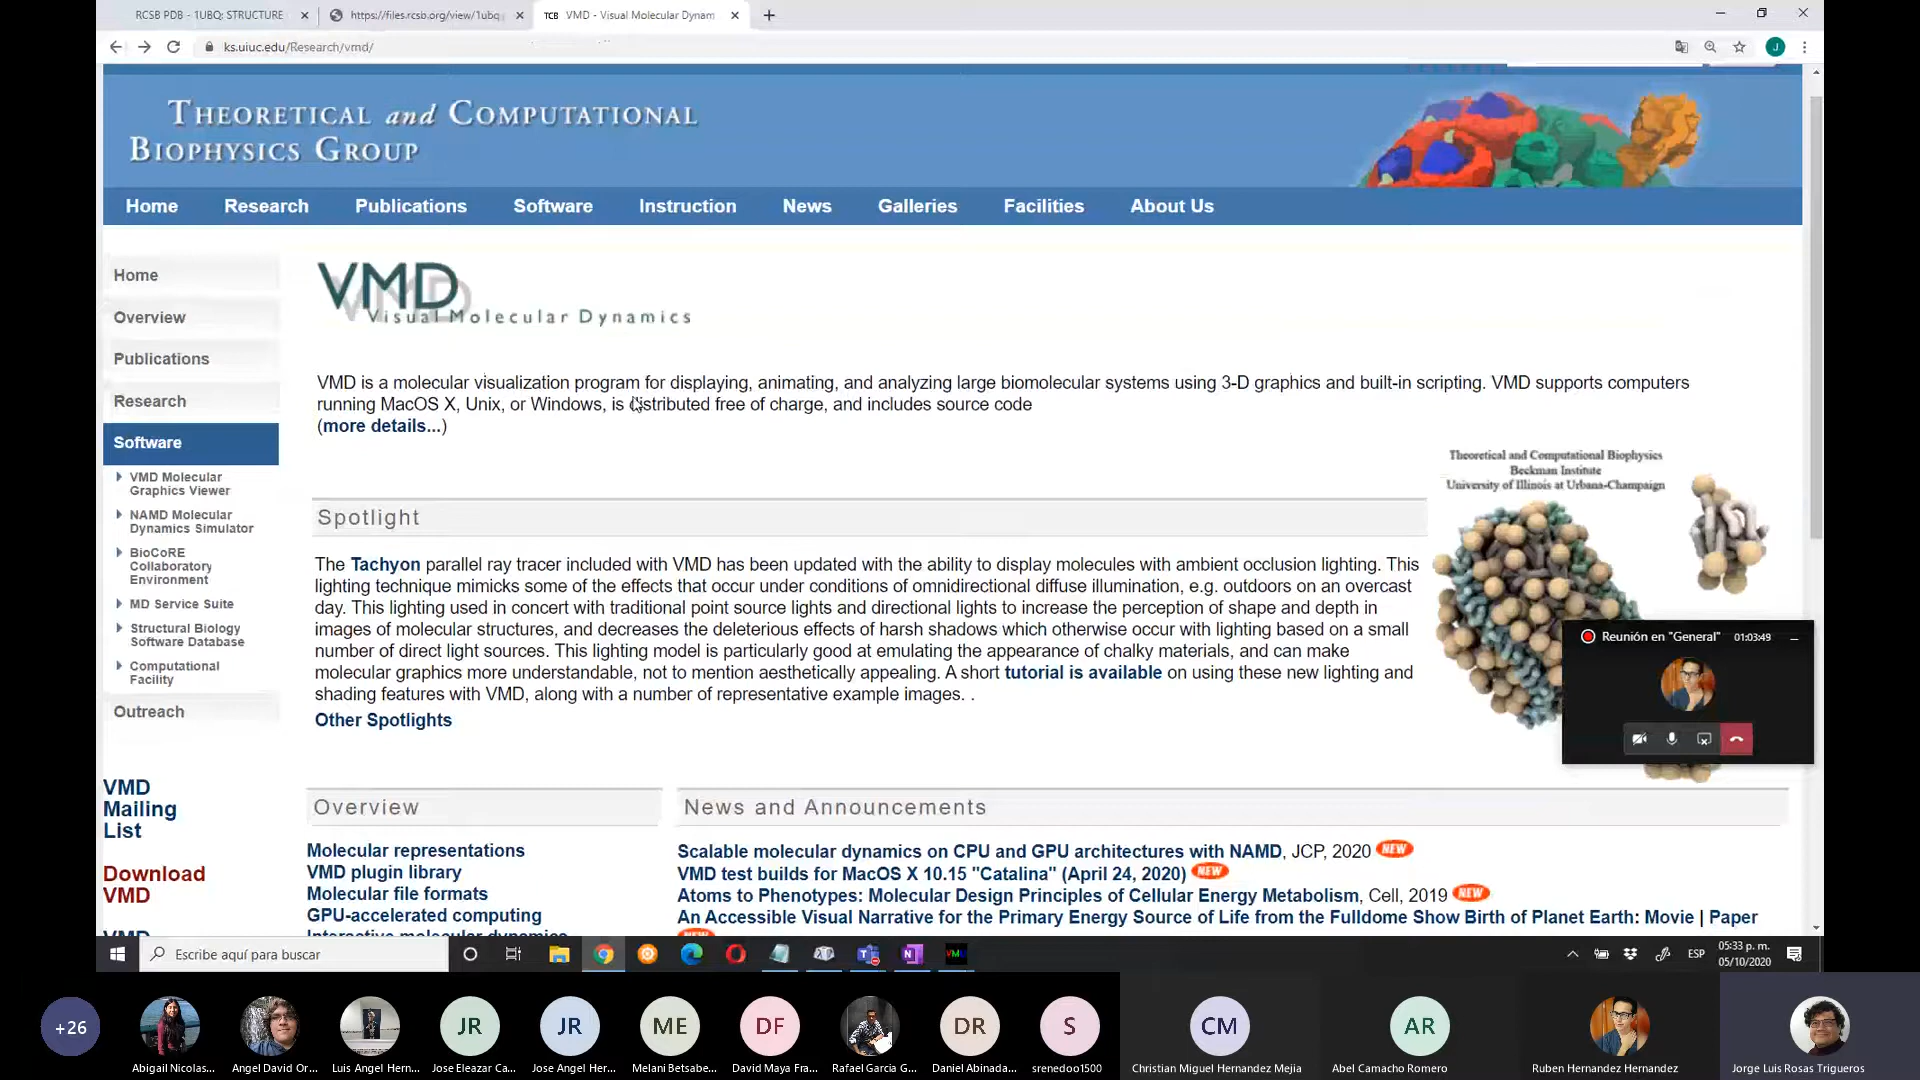 RCSB PDB - 1UBQ: STRUCTURE
https://files.rcsb.org/view/1ubq
TCB VMD - Visual Molecular Dynam
ks.uiuc.edu/Research/vmd/
J
THEORETICAL and COMPUTATIONAL
BIOPHYSICS GROUP
Home Research Publications Software Instruction News Galleries Facilities About Us
Home
Overview
Publications
Research
Software
VMD Molecular
Graphics Viewer
NAMD Molecular
Dynamics Simulator
BioCoRE
Collaboratory
Environment
MD Service Suite
Structural Biology
Software Database
Computational
Facility
Outreach
VMD
Mailing
List
Download
VMD
VMD
Visual Molecular Dynamics
VMD is a molecular visualization program for displaying, animating, and analyzing large biomolecular systems using 3-D graphics and built-in scripting. VMD supports computers
running MacOS X, Unix, or Windows, is distributed free of charge, and includes source code
(more details...)
Theoretical and Computational Biophysics
Beckman Institute
University of Illinois at Urbana-Champaign
Spotlight
The Tachyon parallel ray tracer included with VMD has been updated with the ability to display molecules with ambient occlusion lighting. This
lighting technique mimicks some of the effects that occur under conditions of omnidirectional diffuse illumination, e.g. outdoors on an overcast
day. This lighting used in concert with traditional point source lights and directional lights to increase the perception of shape and depth in
images of molecular structures, and decreases the deleterious effects of harsh shadows which otherwise occur with lighting based on a small
number of direct light sources. This lighting model is particularly good at emulating the appearance of chalky materials, and can make
molecular graphics more understandable, not to mention aesthetically appealing. A short tutorial is available on using these new lighting and
shading features with VMD, along with a number of representative example images. .
Other Spotlights
Reunión en "General" 01:03:49
Overview
Molecular representations
VMD plugin library
Molecular file formats
GPU-accelerated computing
Interactive molecular dynamics
News and Announcements
Scalable molecular dynamics on CPU and GPU architectures with NAMD, JCP, 2020 NEW
VMD test builds for MacOS X 10.15 "Catalina" (April 24, 2020) NEW
Atoms to Phenotypes: Molecular Design Principles of Cellular Energy Metabolism, Cell, 2019 NEW
An Accessible Visual Narrative for the Primary Energy Source of Life from the Fulldome Show Birth of Planet Earth: Movie | Paper
Escribe aquí para buscar
ESP
05:33 p. m.
05/10/2020
+26
JR JR ME DF DR S CM AR
Abigail Nicolas... Angel David Or... Luis Angel Hern... Jose Eleazar Ca... Jose Angel Her... Melani Betsabe... David Maya Fra... Rafael Garcia G... Daniel Abinada... srenedoo1500 Christian Miguel Hernandez Mejia Abel Camacho Romero Ruben Hernandez Hernandez Jorge Luis Rosas Trigueros